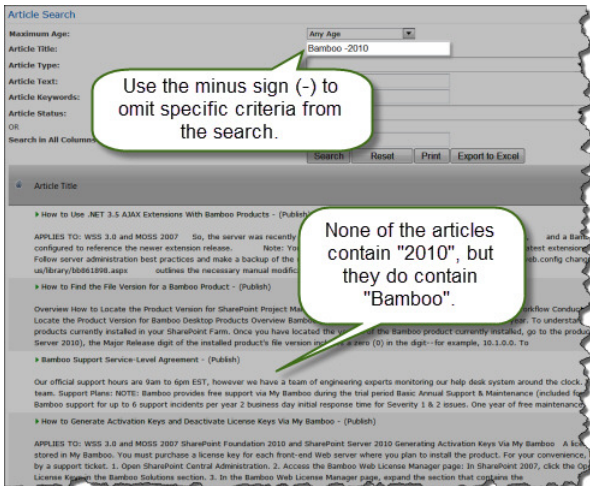 Article Search
Maximum Age:
Any Age
Article Title:
Bamboo -2010
Article Type:
Article Text:
Article Keywords:
Article Status:
OR
Search in All Columns
Use the minus sign (-) to
omit specific criteria from
the search.
Search Reset Print Export to Excel
Article Title
How to Use .NET 3.5 AJAX Extensions With Bamboo Products - (Publish)
APPLIES TO: WSS 3.0 and MOSS 2007 So, the server was recently and a Bam
configured to reference the newer extension release. Note: You atest extension
Follow server administration best practices and make a backup of the eb.config chang
us/library/bb861898.aspx outlines the necessary manual modific
None of the articles
contain "2010", but
they do contain
"Bamboo".
How to Find the File Version for a Bamboo Product - (Publish)
Overview How to Locate the Product Version for SharePoint Project Ma rkflow Conduct
Locate the Product Version for Bamboo Desktop Products Overview Bamb year. To understan
products currently installed in your SharePoint Farm. Once you have located the of the Bamboo product currently installed, go to the produc
Server 2010), the Major Release digit of the installed product's file version a zero (0) in the digit--for example, 10.1.0.0. To
Bamboo Support Service-Level Agreement - (Publish)
Our official support hours are 9am to 6pm EST, however we have a team of engineering experts monitoring our help desk system around the clock.
team. Support Plans: NOTE: Bamboo provides free support via My Bamboo during the trial period Basic Annual Support & Maintenance (included fo
Bamboo support for up to 6 support incidents per year 2 business day initial response time for Severity 1 & 2 issues. One year of free maintenanc
How to Generate Activation Keys and Deactivate License Keys Via My Bamboo - (Publish)
APPLIES TO: WSS 3.0 and MOSS 2007 SharePoint Foundation 2010 and SharePoint Server 2010 Generating Activation Keys Via My Bamboo A lice
stored in My Bamboo. You must purchase a license key for each front-end Web server where you plan to install the product. For your convenience,
by a support ticket. 1. Open SharePoint Central Administration. 2. Access the Bamboo Web License Manager page: In SharePoint 2007, click the Op
License Keys in the Bamboo Solutions section. 3. In the Bamboo Web License Manager page, expand the section that contains the